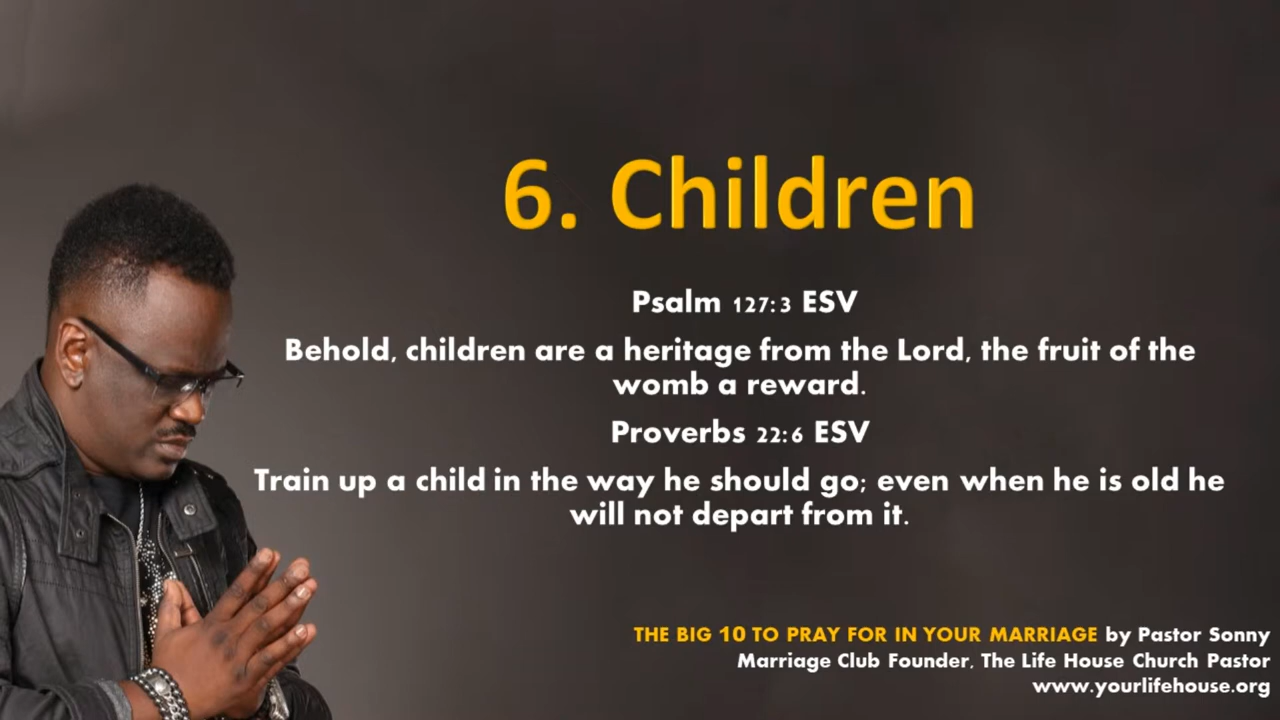 6. Children
Psalm 127:3 ESV
Behold, children are a heritage from the Lord, the fruit of the
womb a reward.
Proverbs 22:6 ESV
Train up a child in the way he should go; even when he is old he
will not depart from it.
THE BIG 10 TO PRAY FOR IN YOUR MARRIAGE by Pastor Sonny
Marriage Club Founder, The Life House Church Pastor
www.yourlifehouse.org